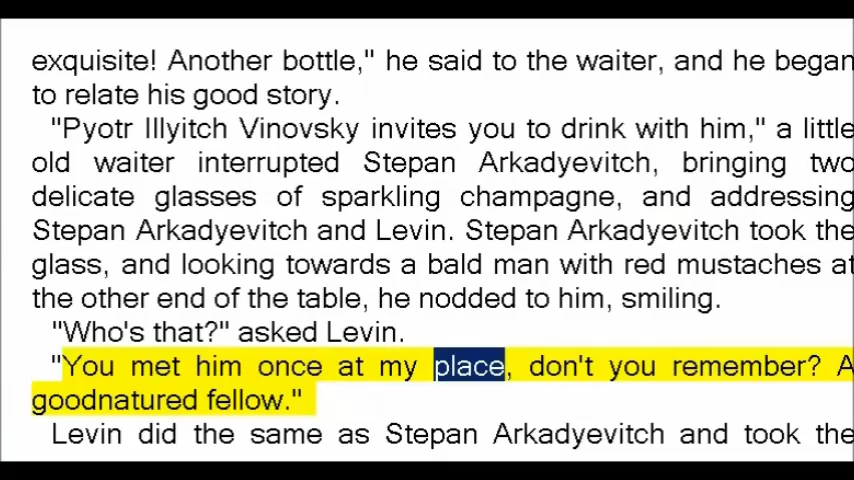 exquisite! Another bottle," he said to the waiter, and he began
to relate his good story.
"Pyotr Illyitch Vinovsky invites you to drink with him," a little
old waiter interrupted Stepan Arkadyevitch, bringing two
delicate glasses of sparkling champagne, and addressing
Stepan Arkadyevitch and Levin. Stepan Arkadyevitch took the
glass, and looking towards a bald man with red mustaches at
the other end of the table, he nodded to him, smiling.
"Who's that?" asked Levin.
"You met him once at my place, don't you remember? A
goodnatured fellow."
Levin did the same as Stepan Arkadyevitch and took the